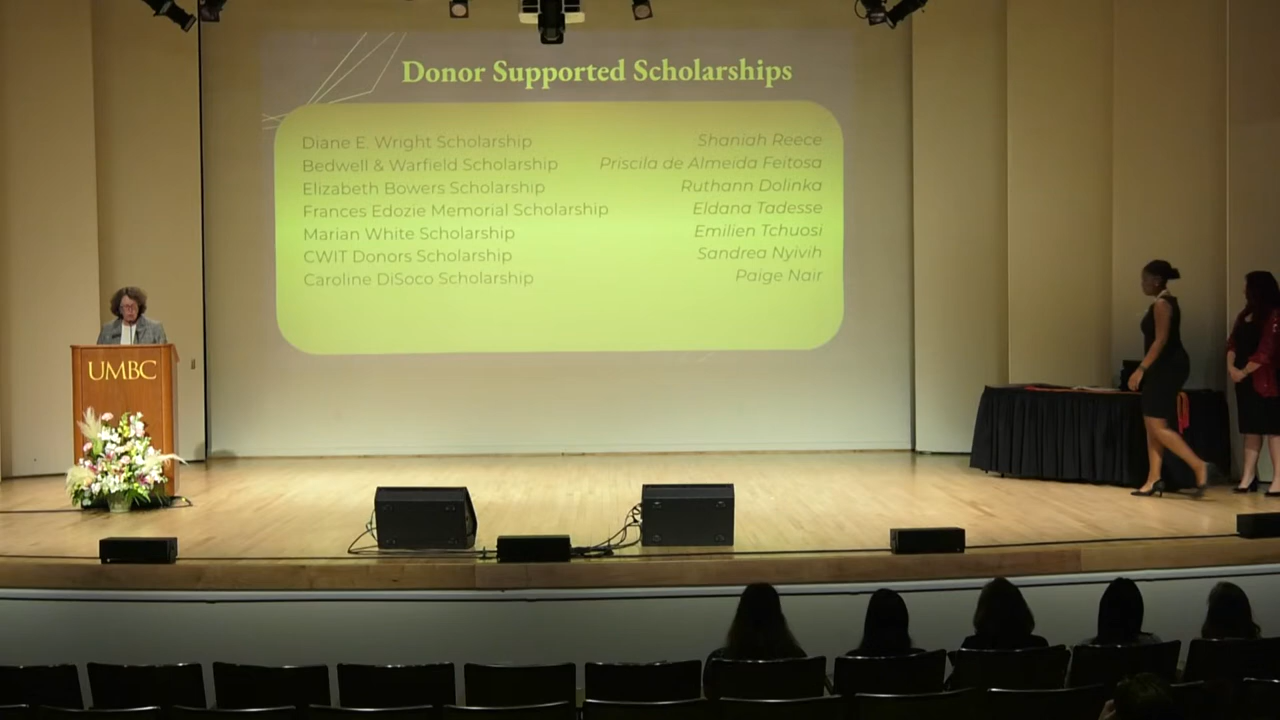 Donor Supported Scholarships
Diane E. Wright Scholarship Shaniah Reece
Bedwell & Warfield Scholarship Priscila de Almeida Feitosa
Elizabeth Bowers Scholarship Ruthann Dolinka
Frances Edozie Memorial Scholarship Eldana Tadesse
Marian White Scholarship Emilien Tchuosi
CWIT Donors Scholarship Sandrea Nyivih
Caroline DiSoco Scholarship Paige Nair
UMBC